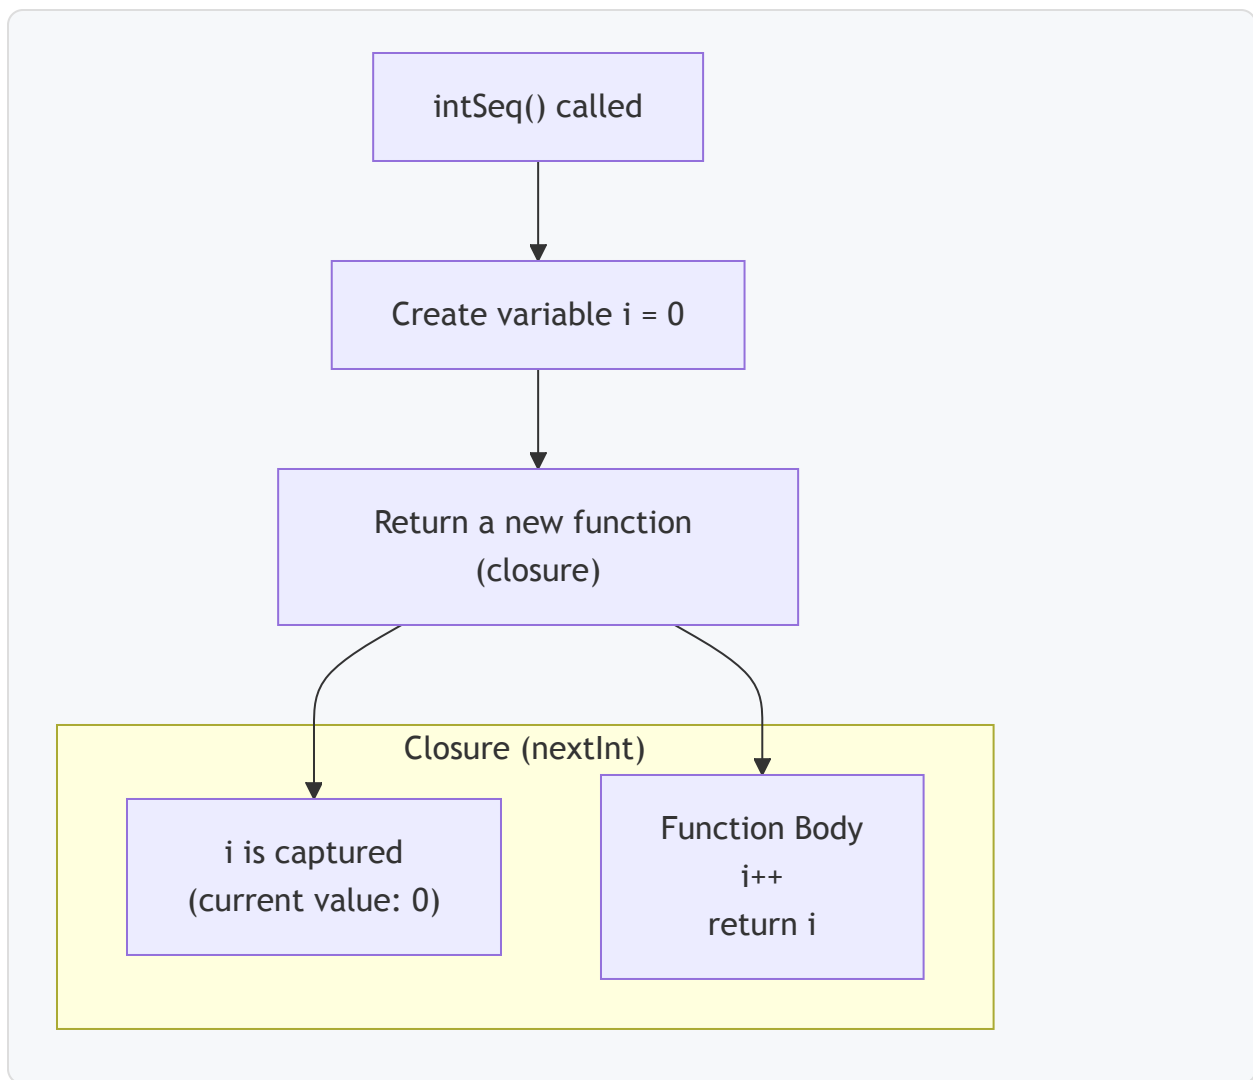 intSeq() called
Create variable i = 0
Return a new function
(closure)
Closure (nextInt)
i is captured
(current value: 0)
Function Body
i++
return i